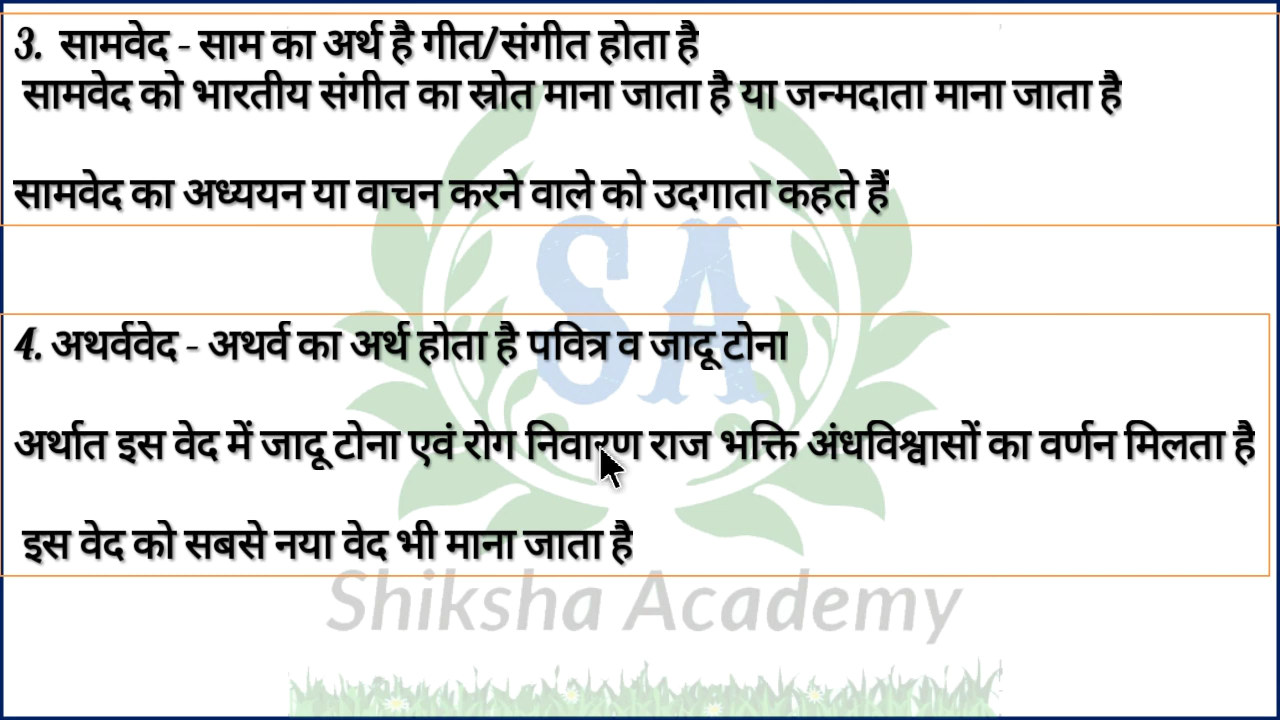 3. सामवेद - साम का अर्थ है गीत/संगीत होता है
सामवेद को भारतीय संगीत का स्रोत माना जाता है या जन्मदाता माना जाता है
सामवेद का अध्ययन या वाचन करने वाले को उदगाता कहते हैं
SA
4. अथर्ववेद - अथर्व का अर्थ होता है पवित्र व जादू टोना
अर्थात इस वेद में जादू टोना एवं रोग निवारण राज भक्ति अंधविश्वासों का वर्णन मिलता है
इस वेद को सबसे नया वेद भी माना जाता है
Shiksha Academy